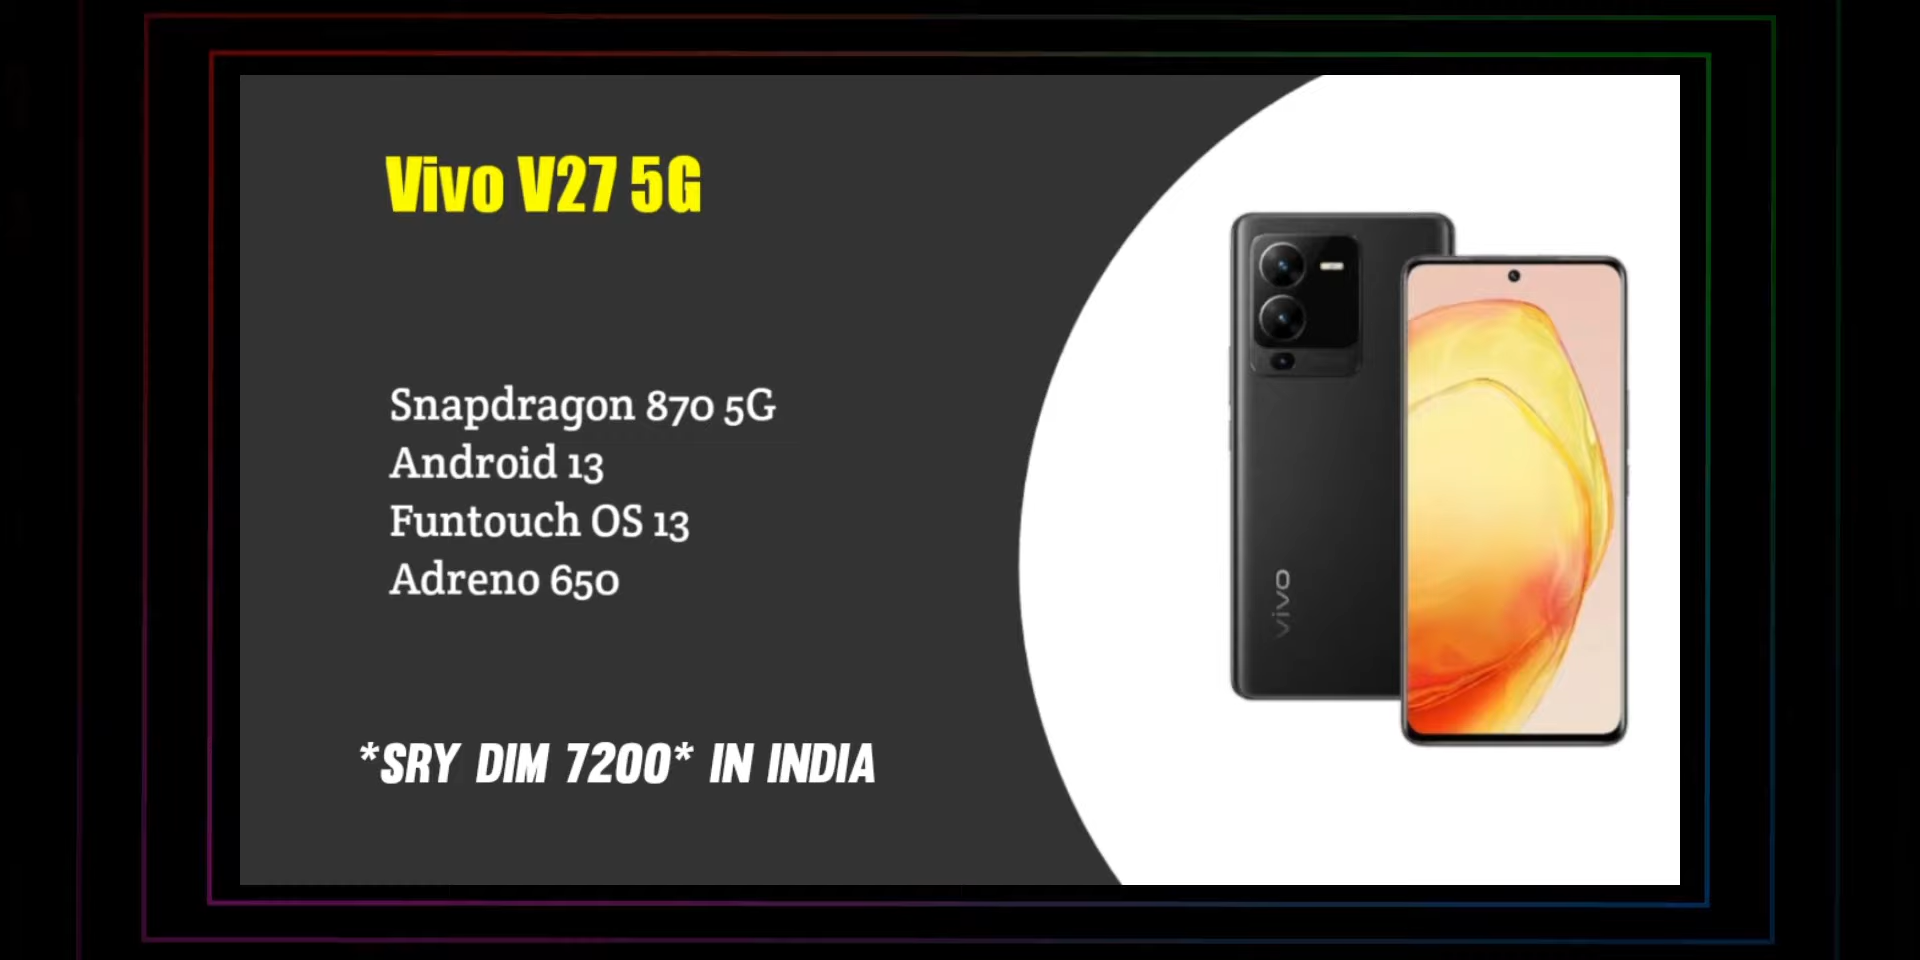 Vivo V27 5G
Snapdragon 870 5G
Android 13
Funtouch OS 13
Adreno 650
*SRY DIM 7200* IN INDIA
vivo